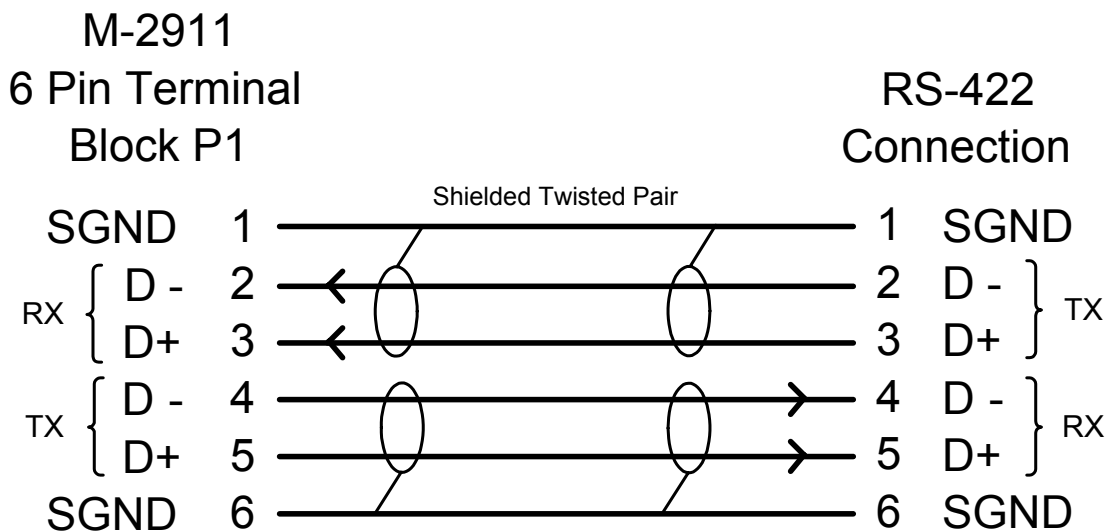 M-2911
6 Pin Terminal
Block P1
RS-422
Connection
Shielded Twisted Pair
SGND 1 1 SGND
RX D - 2 2 D - TX
D+ 3 3 D+
TX D - 4 4 D - RX
D+ 5 5 D+
SGND 6 6 SGND